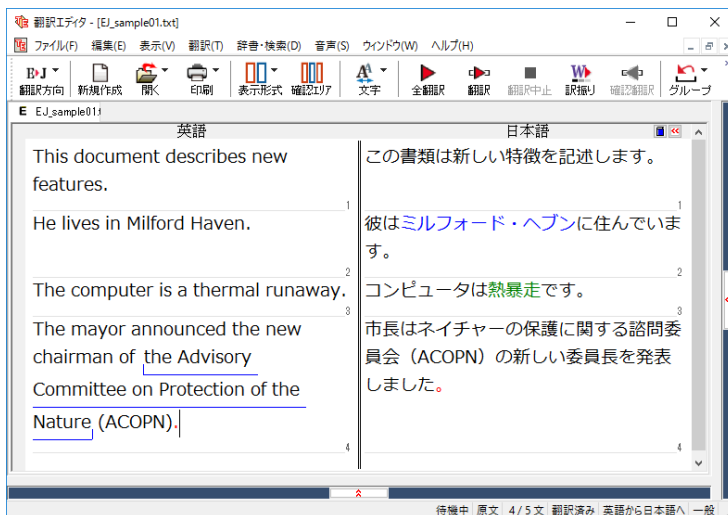 翻訳エディタ - [EJ_sample01.txt]
ファイル(F) 編集(E) 表示(V) 翻訳(T) 辞書・検索(D) 音声(S) ウィンドウ(W) ヘルプ(H)
E▸J
翻訳方向 新規作成 開く 印刷 表示形式 確認エリア 文字 全翻訳 翻訳 翻訳中止 訳振り 確認翻訳 グループ
E EJ_sample01.t
英語 日本語
This document describes new
features.
1
この書類は新しい特徴を記述します。
1
He lives in Milford Haven.
2
彼はミルフォード・ヘブンに住んでいま
す。
2
The computer is a thermal runaway.
3
コンピュータは熱暴走です。
3
The mayor announced the new
chairman of the Advisory
Committee on Protection of the
Nature (ACOPN).
4
市長はネイチャーの保護に関する諮問委
員会（ACOPN）の新しい委員長を発表
しました。
4
待機中 原文 4/5文 翻訳済み 英語から日本語へ 一般